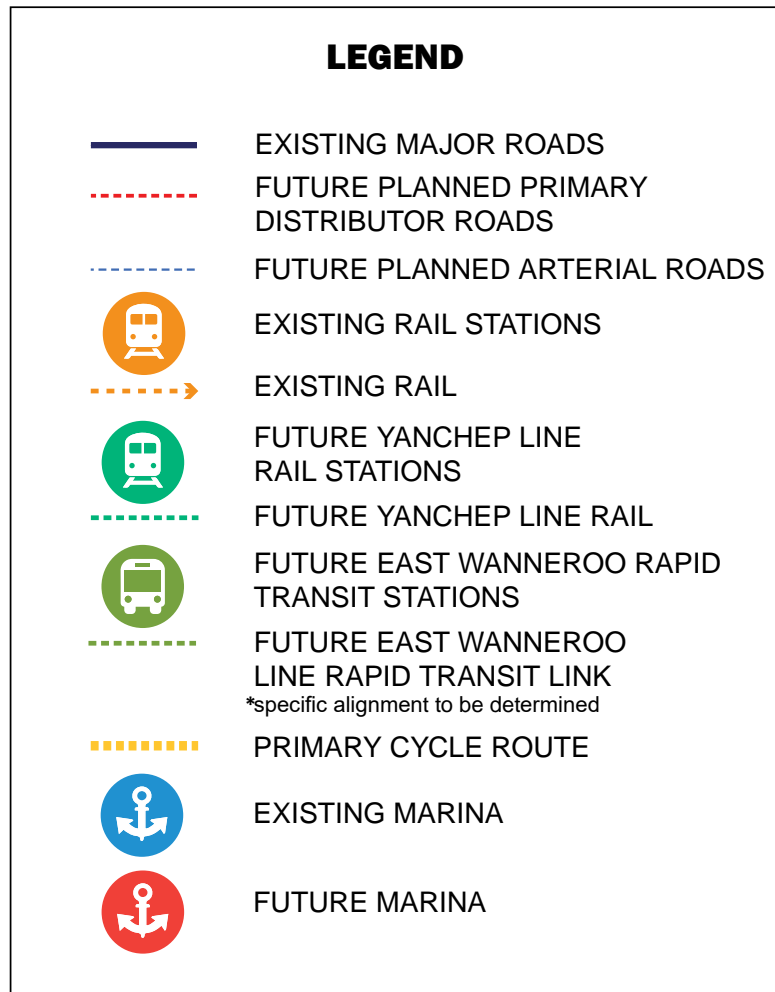 LEGEND
EXISTING MAJOR ROADS
FUTURE PLANNED PRIMARY
DISTRIBUTOR ROADS
FUTURE PLANNED ARTERIAL ROADS
EXISTING RAIL STATIONS
EXISTING RAIL
FUTURE YANCHEP LINE
RAIL STATIONS
FUTURE YANCHEP LINE RAIL
FUTURE EAST WANNEROO RAPID
TRANSIT STATIONS
FUTURE EAST WANNEROO
LINE RAPID TRANSIT LINK
*specific alignment to be determined
PRIMARY CYCLE ROUTE
EXISTING MARINA
FUTURE MARINA